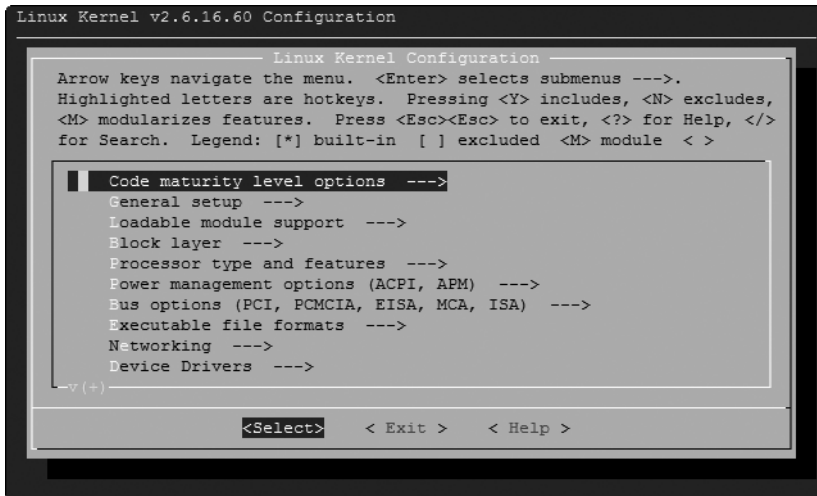 Linux Kernel v2.6.16.60 Configuration
Linux Kernel Configuration
Arrow keys navigate the menu.  <Enter> selects submenus --->.
Highlighted letters are hotkeys.  Pressing <Y> includes, <N> excludes,
<M> modularizes features.  Press <Esc><Esc> to exit, <?> for Help, </>
for Search.  Legend: [*] built-in  [ ] excluded  <M> module  < >
Code maturity level options  --->
General setup  --->
Loadable module support  --->
Block layer  --->
Processor type and features  --->
Power management options (ACPI, APM)  --->
Bus options (PCI, PCMCIA, EISA, MCA, ISA)  --->
Executable file formats  --->
Networking  --->
Device Drivers  --->
v(+)
<Select>    < Exit >    < Help >